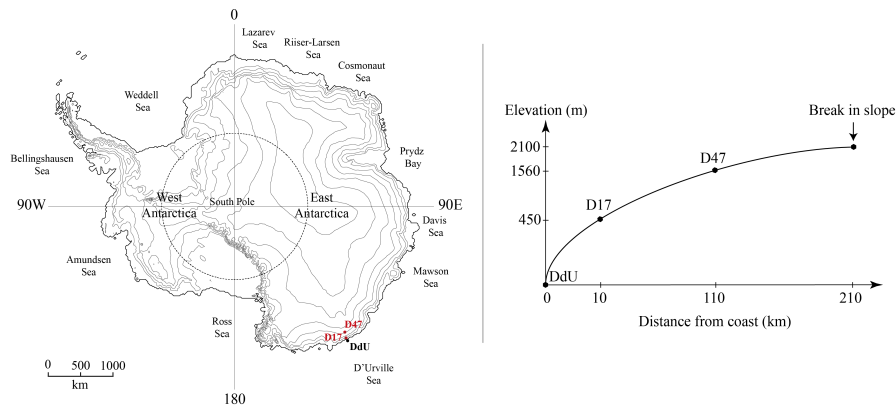 0
Lazarev
Sea
Riiser-Larsen
Sea
Cosmonaut
Sea
Weddell
Sea
Prydz
Bay
Bellingshausen
Sea
90W
West
Antarctica
South Pole
East
Antarctica
90E
Davis
Sea
Amundsen
Sea
Mawson
Sea
Ross
Sea
D47
D17
DdU
D'Urville
Sea
0 500 1000
km
180
Elevation (m)
Break in slope
2100
1560
450
D47
D17
DdU
0 10 110 210
Distance from coast (km)